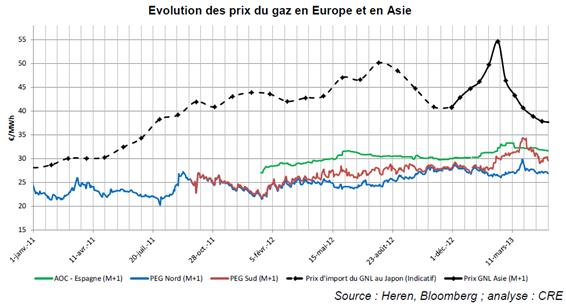 Evolution des prix du gaz en Europe et en Asie
€/MWh
55
50
45
40
35
30
25
20
15
1-janv.-11
11-avr.-11
20-juil.-11
28-oct.-11
5-févr.-12
15-mai-12
23-août-12
1-déc.-12
11-mars-13
AOC - Espagne (M+1)
PEG Nord (M+1)
PEG Sud (M+1)
Prix d'import du GNL au Japon (Indicatif)
Prix GNL Asie (M+1)
Source : Heren, Bloomberg ; analyse : CRE